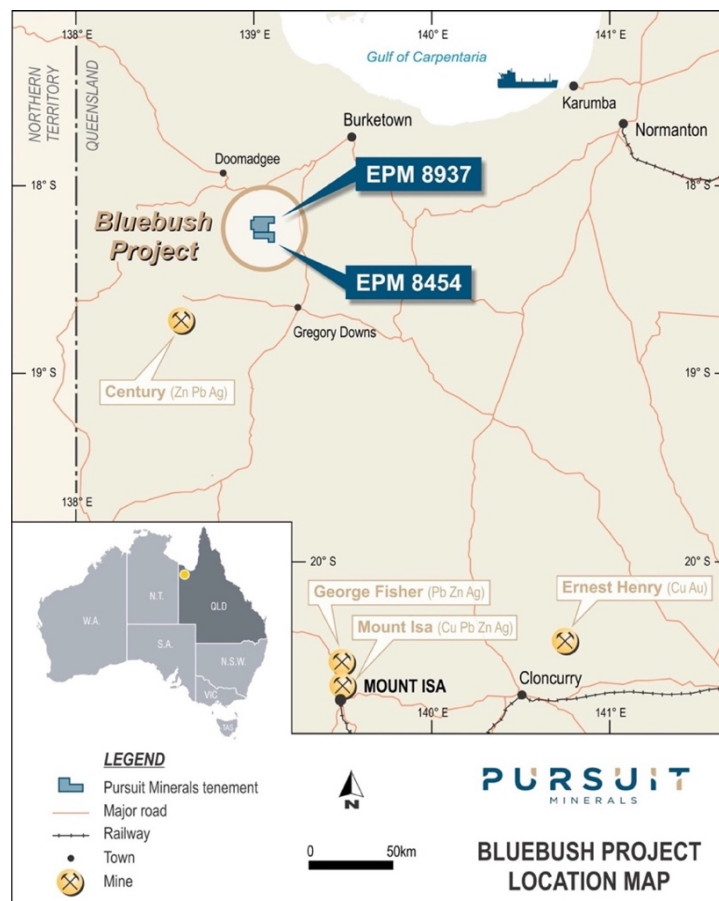 138° E
139° E
140° E
141° E
Gulf of Carpentaria
NORTHERN
TERRITORY
QUEENSLAND
Karumba
Burketown
Normanton
Doomadgee
EPM 8937
18° S
18° S
Bluebush
Project
EPM 8454
Gregory Downs
19° S
19° S
Century (Zn Pb Ag)
138° E
20° S
20° S
George Fisher (Pb Zn Ag)
Ernest Henry (Cu Au)
Mount Isa (Cu Pb Zn Ag)
MOUNT ISA
Cloncurry
140° E
141° E
W.A.
N.T.
QLD
S.A.
N.S.W.
VIC
TAS
LEGEND
Pursuit Minerals tenement
Major road
Railway
Town
Mine
N
0
50km
PURSUIT
MINERALS
BLUEBUSH PROJECT
LOCATION MAP